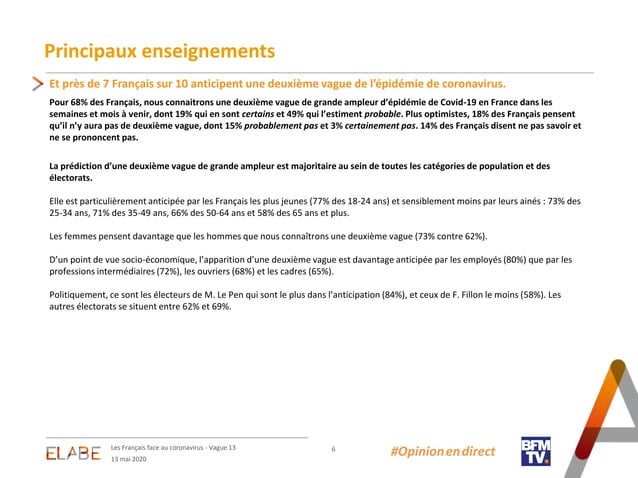 Principaux enseignements
Et près de 7 Français sur 10 anticipent une deuxième vague de l’épidémie de coronavirus.
Pour 68% des Français, nous connaitrons une deuxième vague de grande ampleur d’épidémie de Covid-19 en France dans les
semaines et mois à venir, dont 19% qui en sont certains et 49% qui l’estiment probable. Plus optimistes, 18% des Français pensent
qu’il n’y aura pas de deuxième vague, dont 15% probablement pas et 3% certainement pas. 14% des Français disent ne pas savoir et
ne se prononcent pas.
La prédiction d’une deuxième vague de grande ampleur est majoritaire au sein de toutes les catégories de population et des
électorats.
Elle est particulièrement anticipée par les Français les plus jeunes (77% des 18-24 ans) et sensiblement moins par leurs ainés : 73% des
25-34 ans, 71% des 35-49 ans, 66% des 50-64 ans et 58% des 65 ans et plus.
Les femmes pensent davantage que les hommes que nous connaîtrons une deuxième vague (73% contre 62%).
D’un point de vue socio-économique, l’apparition d’une deuxième vague est davantage anticipée par les employés (80%) que par les
professions intermédiaires (72%), les ouvriers (68%) et les cadres (65%).
Politiquement, ce sont les électeurs de M. Le Pen qui sont le plus dans l’anticipation (84%), et ceux de F. Fillon le moins (58%). Les
autres électorats se situent entre 62% et 69%.
ELABE
Les Français face au coronavirus - Vague 13
13 mai 2020
6
#Opinionendirect
BFM
TV.